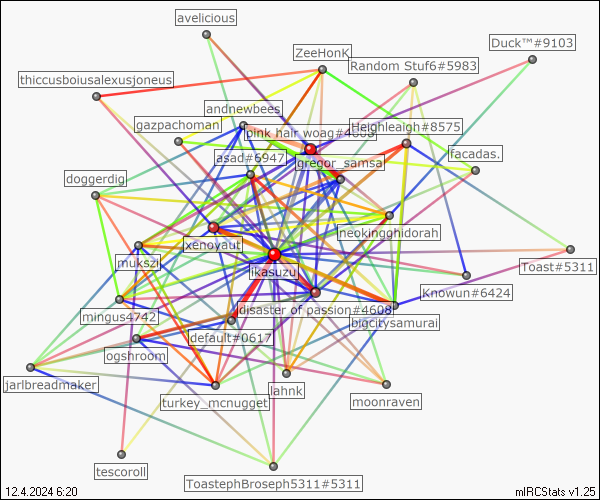 avelicious
Duck™#9103
ZeeHonK
Random Stuf6#5983
thiccusboiusalexusjoneus
andnewbees
gazpachoman
pink hair woag#4
Heighleaigh#8575
asad#6947
gregor_samsa
facadas.
doggerdig
neokingghidorah
xenoyaut
mukszi
ikasuzu
Toast#5311
Knowun#6424
mingus4742
disaster of passion#4608
bigcitysamurai
default#0617
ogshroom
jarlbreadmaker
lahnk
moonraven
turkey_mcnugget
tescoroll
ToastephBroseph5311#5311
12.4.2024 6:20
mIRCStats v1.25